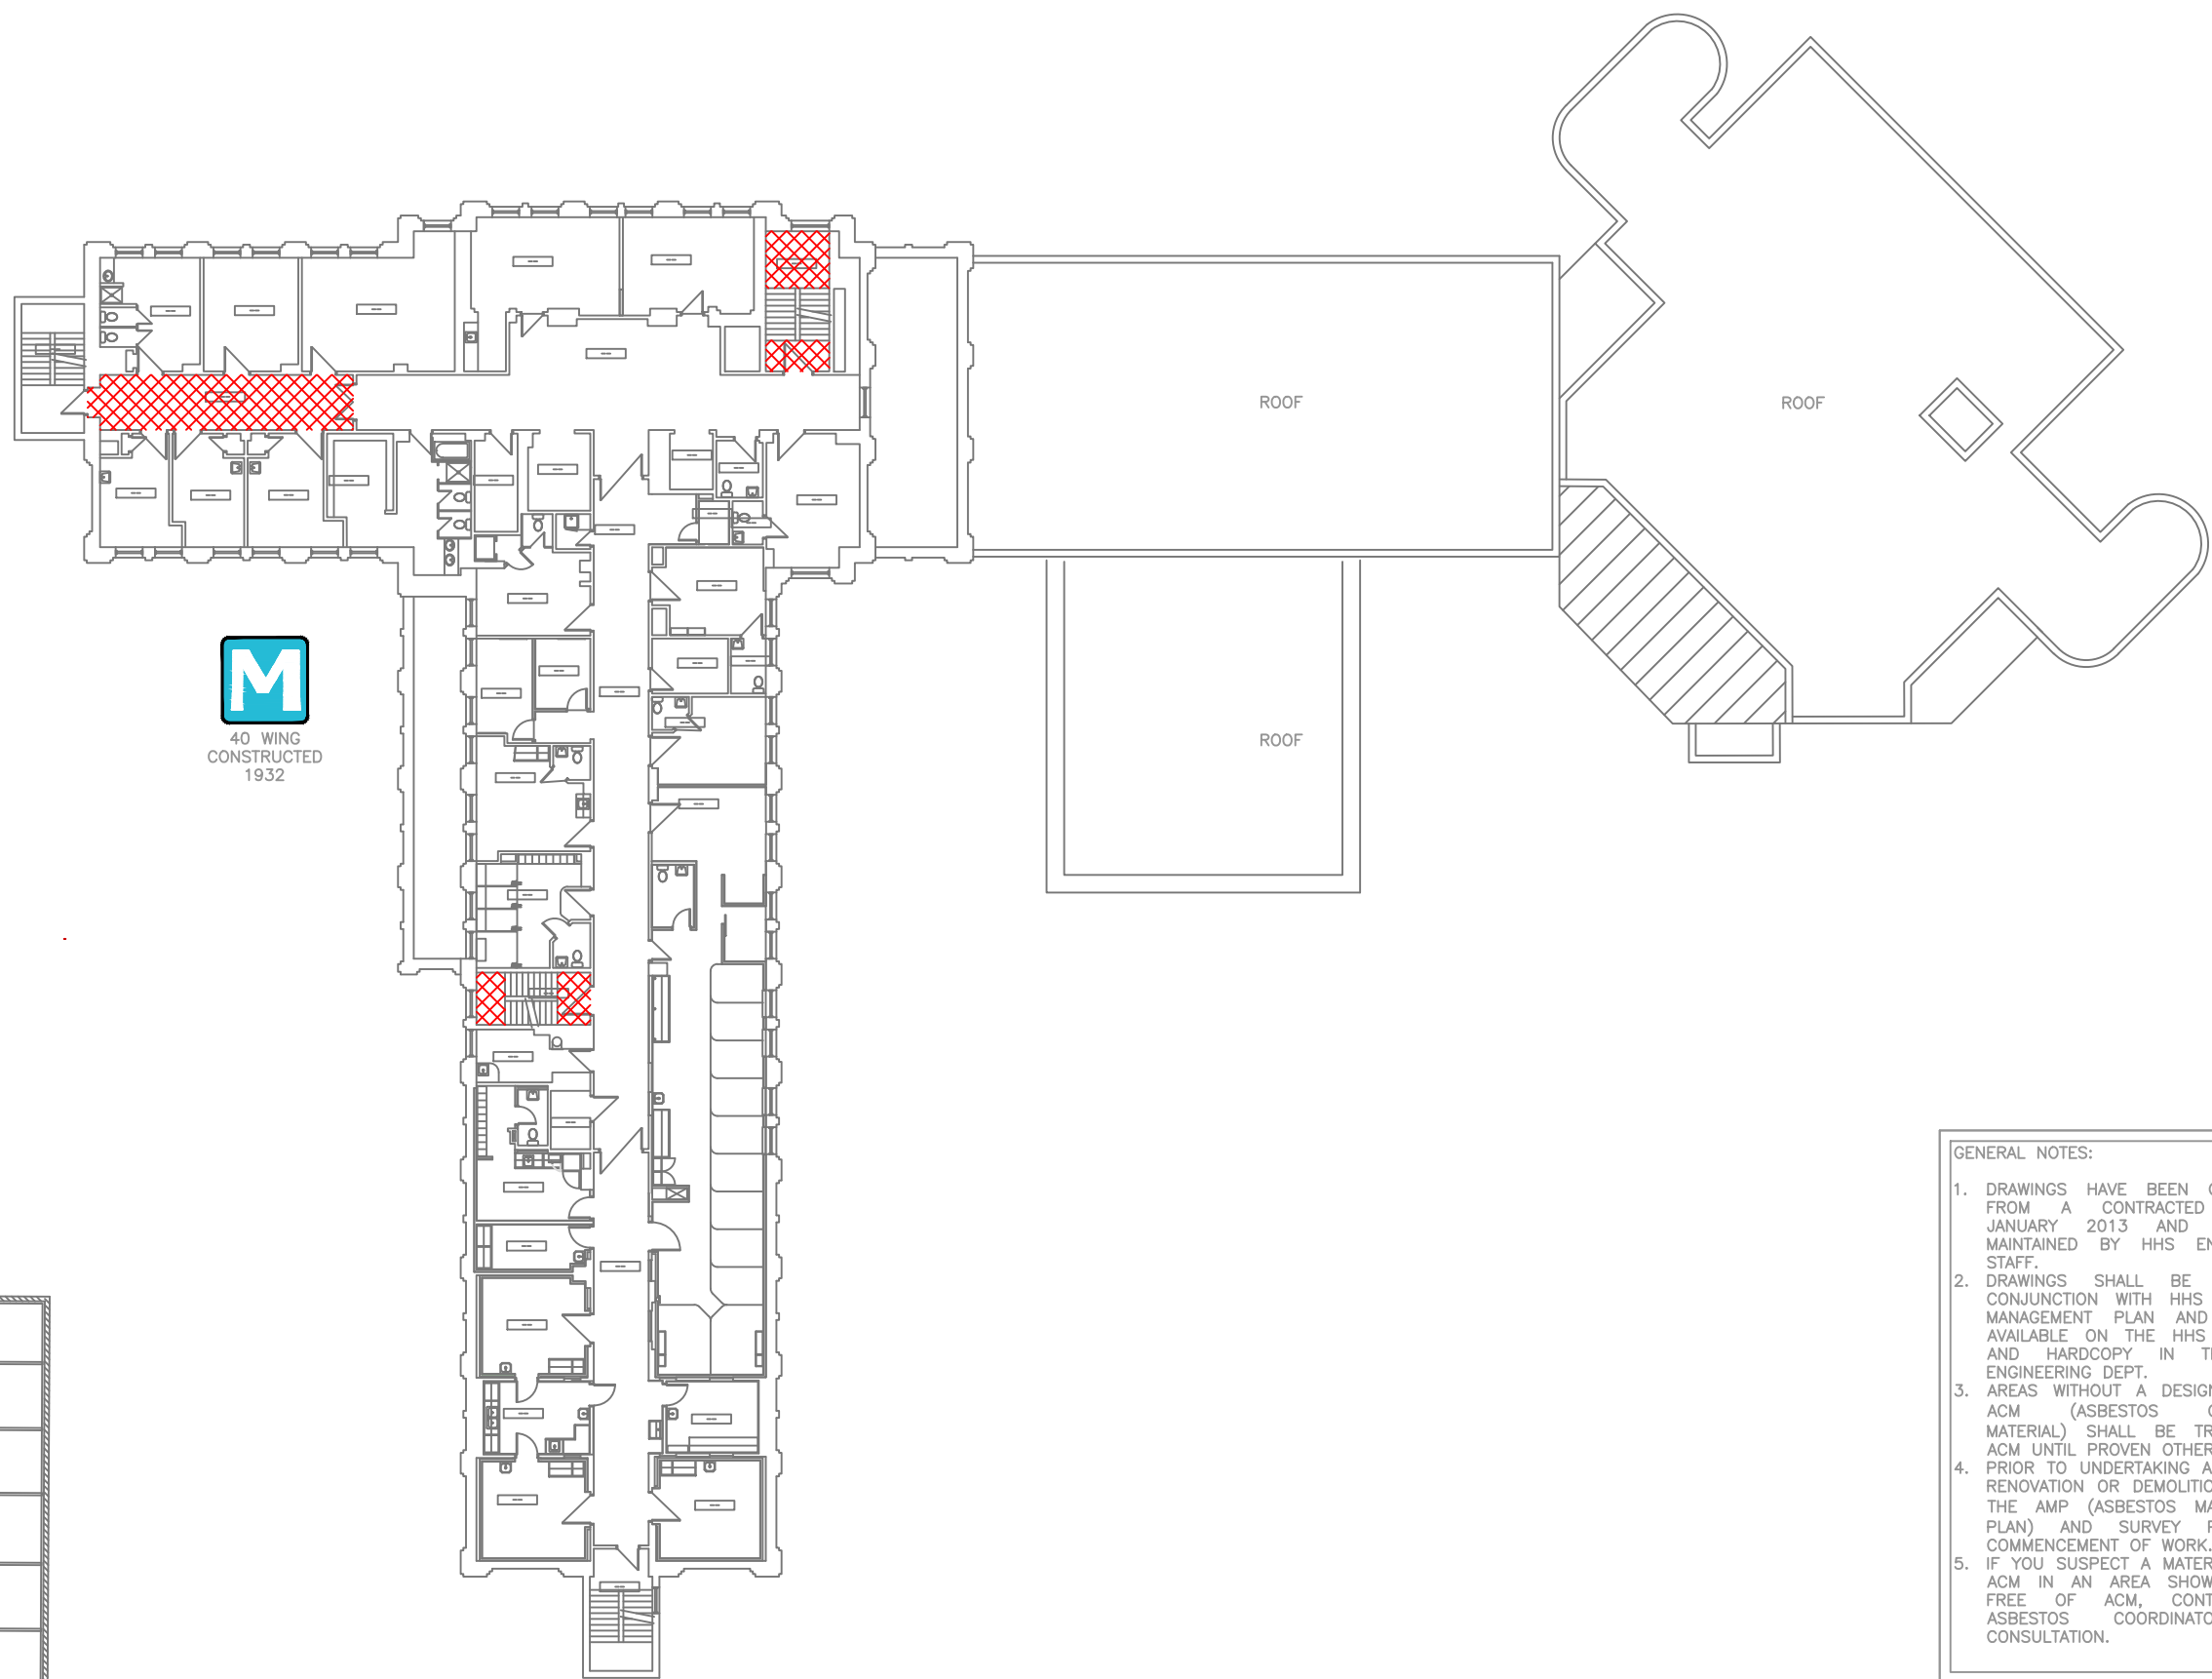 ROOF
ROOF
M
40 WING
CONSTRUCTED
1932
ROOF
GENERAL NOTES:
1. DRAWINGS HAVE BEEN
FROM A CONTRACTED
JANUARY 2013 AND
MAINTAINED BY HHS
STAFF.
2. DRAWINGS SHALL BE
CONJUNCTION WITH HHS
MANAGEMENT PLAN AND
AVAILABLE ON THE HHS
AND HARDCOPY IN
ENGINEERING DEPT.
3. AREAS WITHOUT A
ACM (ASBESTOS
MATERIAL) SHALL BE
ACM UNTIL PROVEN
4. PRIOR TO UNDERTAKING
RENOVATION OR
THE AMP (ASBESTOS
PLAN) AND SURVEY
COMMENCEMENT OF WORK.
5. IF YOU SUSPECT A
ACM IN AN AREA
FREE OF ACM,
ASBESTOS
CONSULTATION.